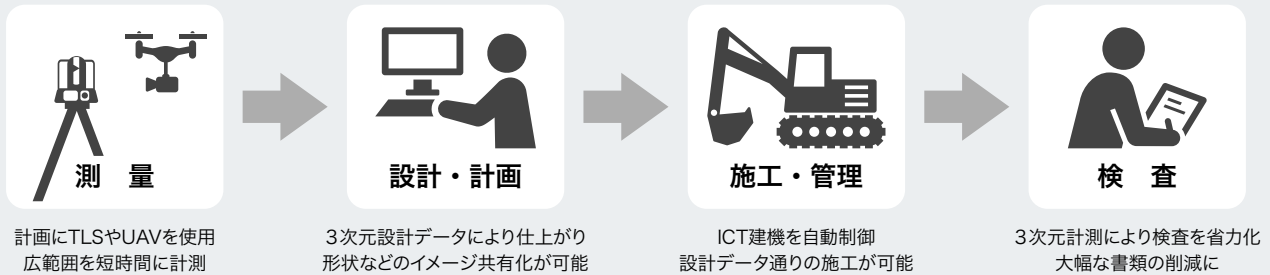 測　量
計画にTLSやUAVを使用
広範囲を短時間に計測
設計・計画
3次元設計データにより仕上がり
形状などのイメージ共有化が可能
施工・管理
ICT建機を自動制御
設計データ通りの施工が可能
検　査
3次元計測により検査を省力化
大幅な書類の削減に